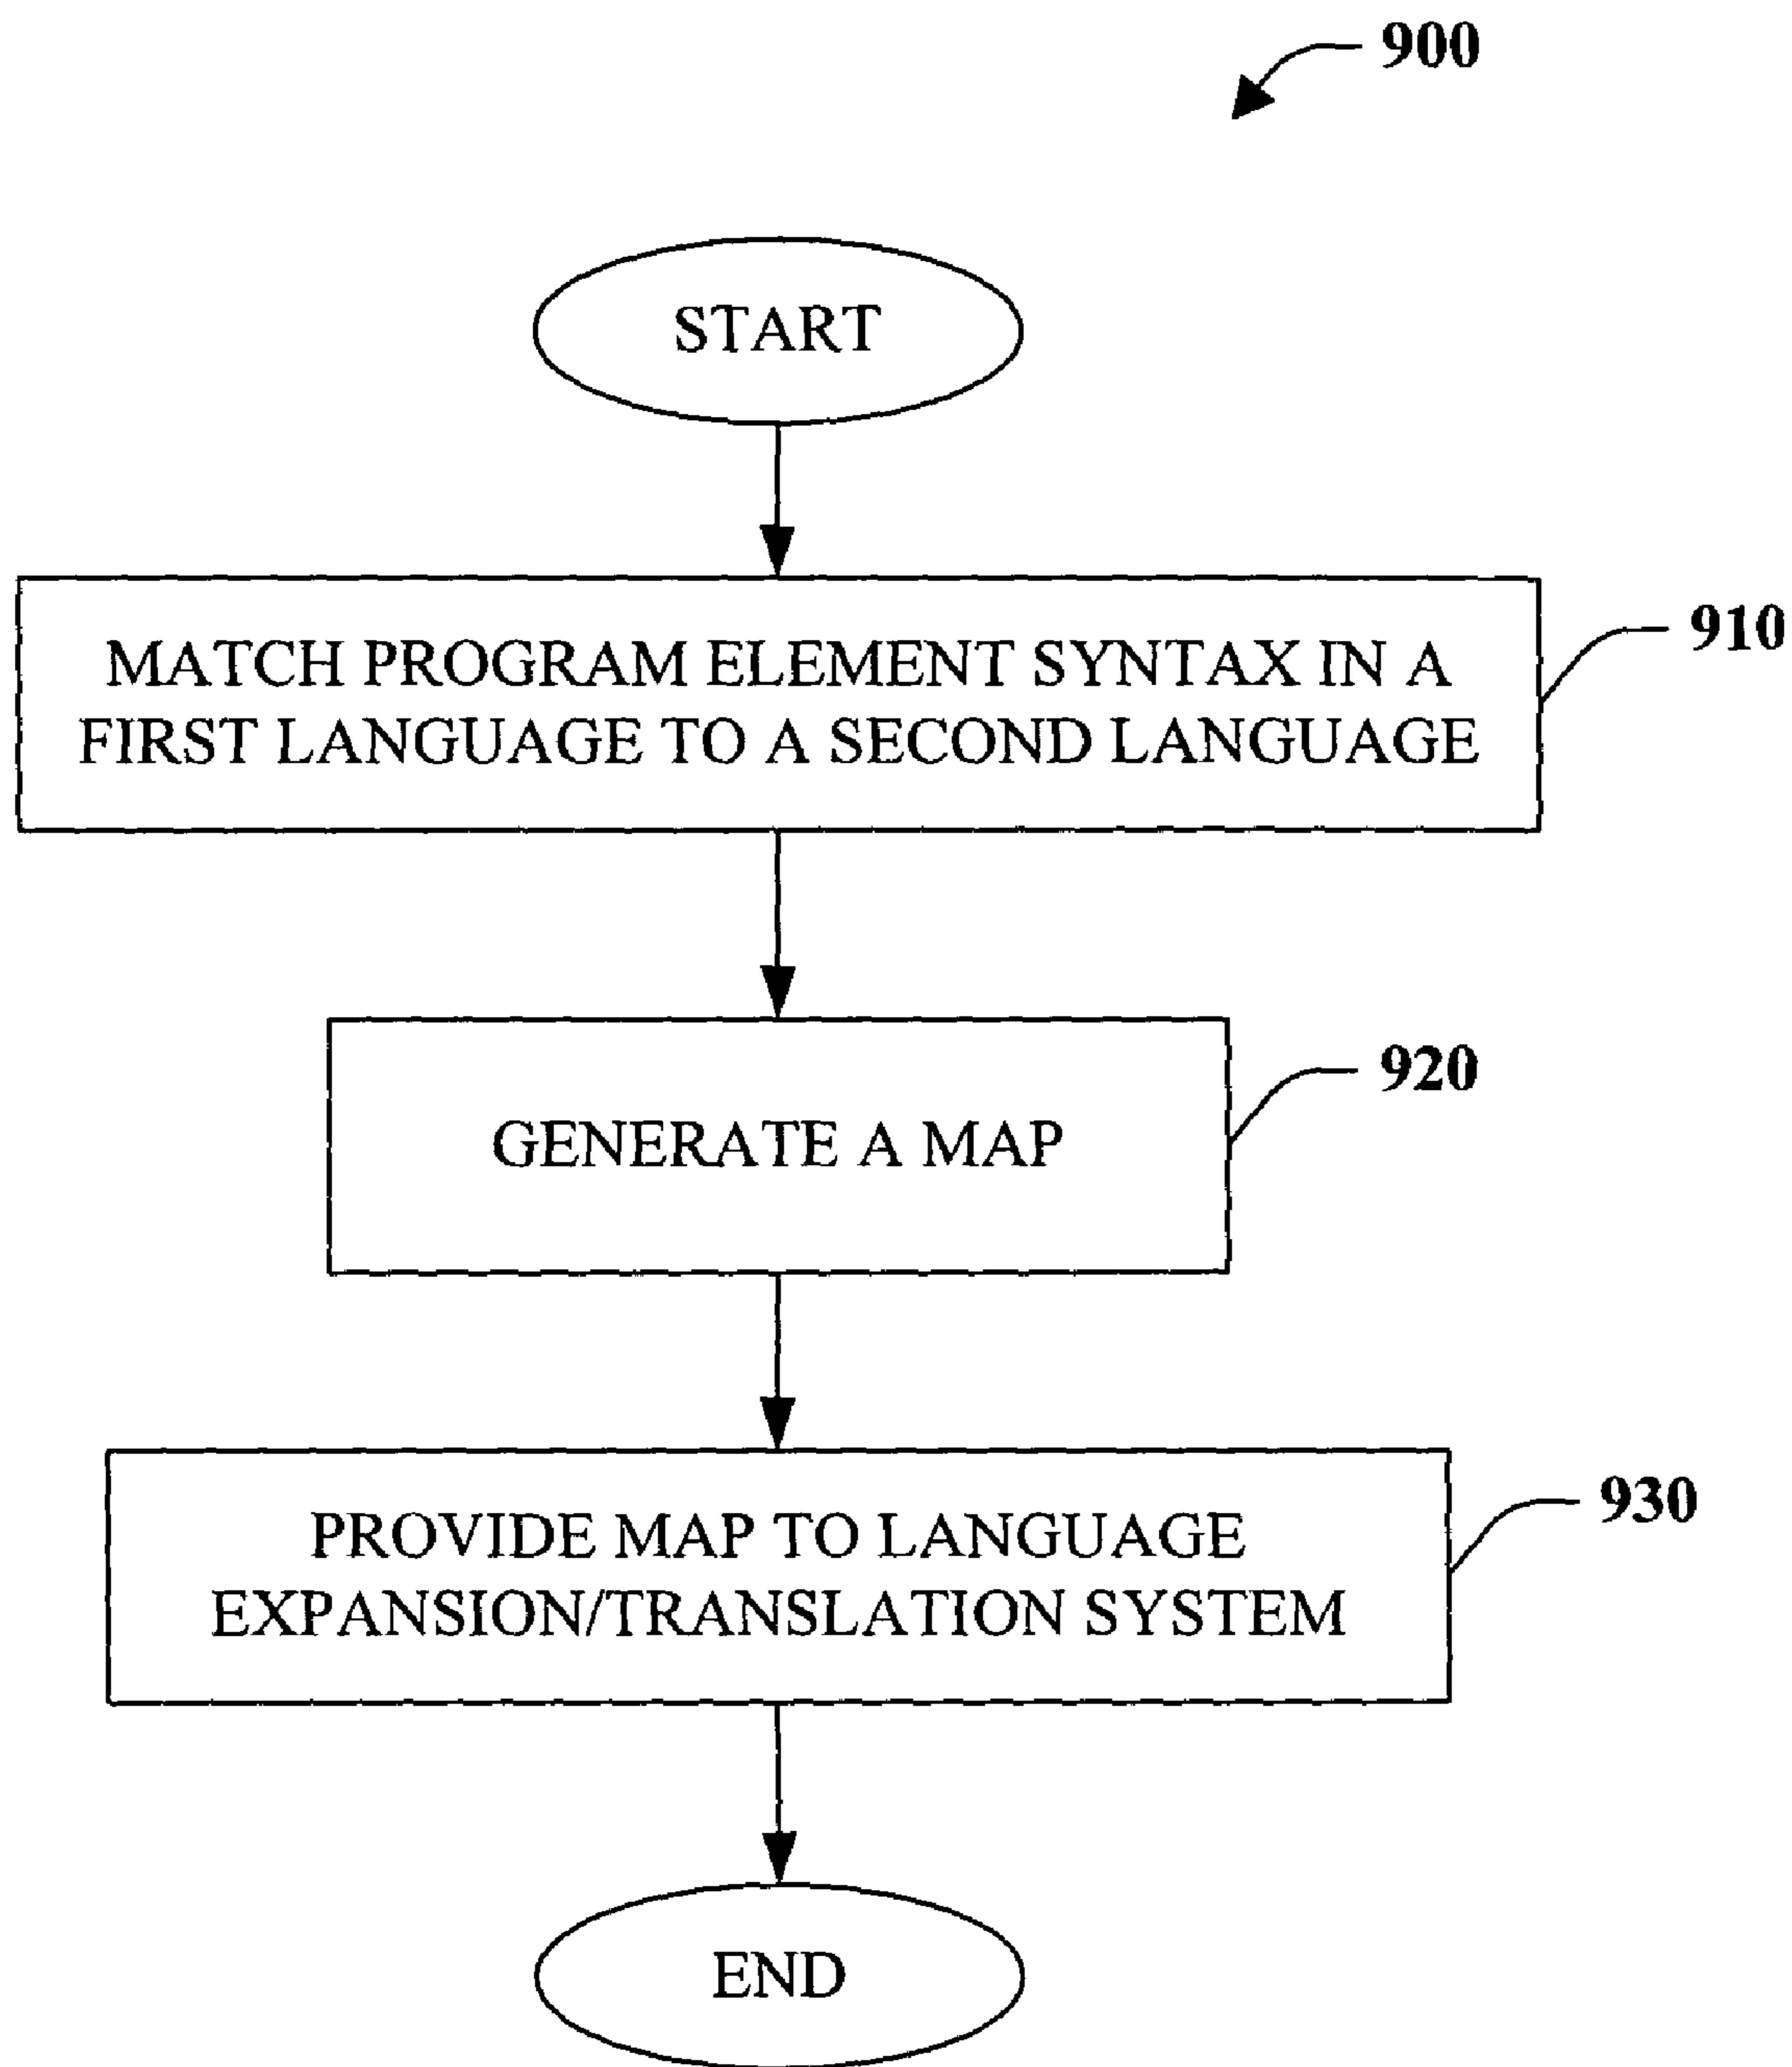 900
START
MATCH PROGRAM ELEMENT SYNTAX IN A
FIRST LANGUAGE TO A SECOND LANGUAGE
910
GENERATE A MAP
920
PROVIDE MAP TO LANGUAGE
EXPANSION/TRANSLATION SYSTEM
930
END